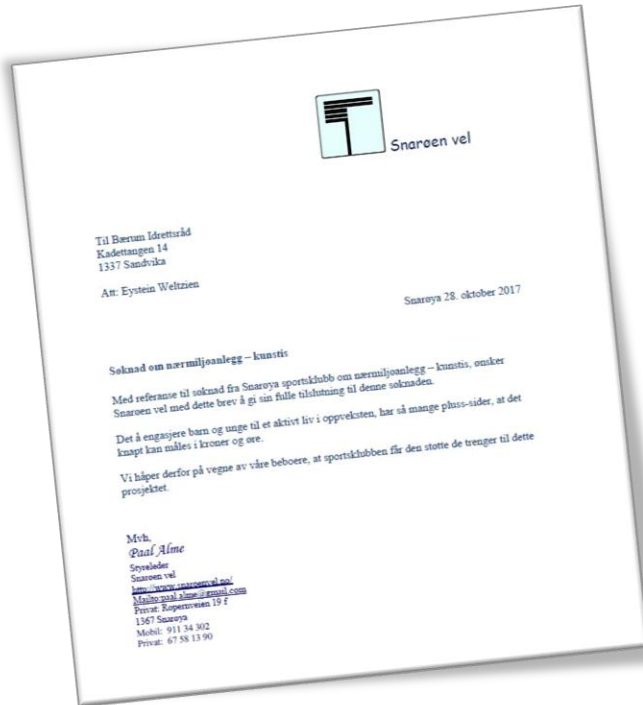 Snarøen vel
Til Bærum Idrettsråd
Kadettangen 14
1337 Sandvika
Att: Eystein Weltzien
Snarøya 28. oktober 2017
Søknad om nærmiljøanlegg – kunstis
Med referanse til søknad fra Snarøya sportsklubb om nærmiljøanlegg – kunstis, ønsker
Snarøen vel med dette brev å gi sin fulle tilslutning til denne søknaden.
Det å engasjere barn og unge til et aktivt liv i oppveksten, har så mange pluss-sider, at det
knapt kan måles i kroner og øre.
Vi håper derfor på vegne av våre beboere, at sportsklubben får den støtte de trenger til dette
prosjektet.
Mvh,
Paal Alme
Styreleder
Snarøen vel
http://www.snaroenvel.no/
Mailto:paal.alme@gmail.com
Privat: Ropernveien 19 f
1367 Snarøya
Mobil: 911 34 302
Privat: 67 58 13 90